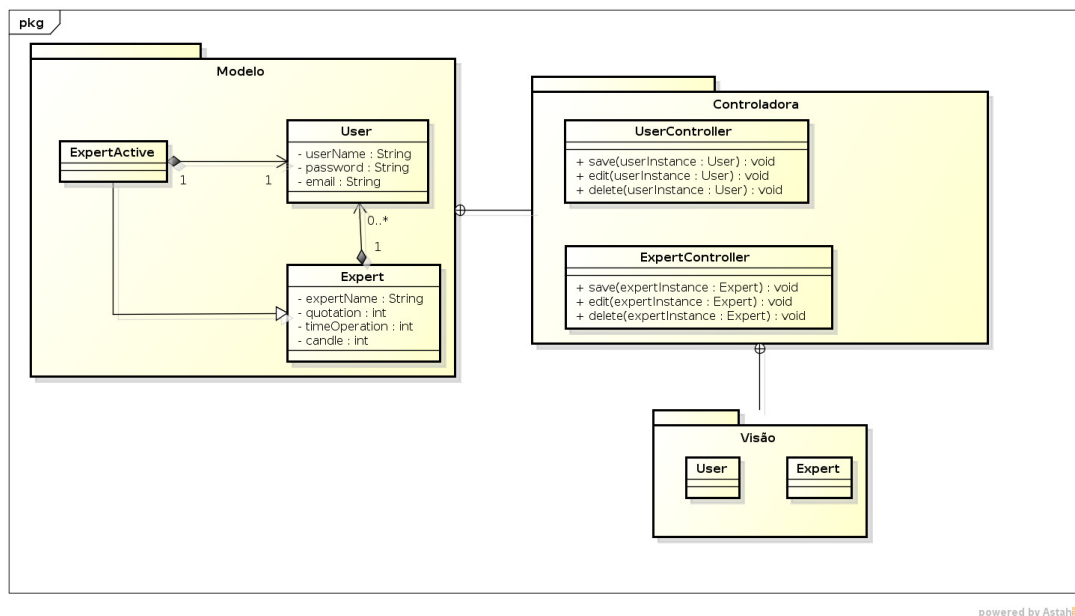 pkg
Modelo
ExpertActive
1
1
User
- userName : String
- password : String
- email : String
0..*
1
Expert
- expertName : String
- quotation : int
- timeOperation : int
- candle : int
Controladora
UserController
+ save(userInstance : User) : void
+ edit(userInstance : User) : void
+ delete(userInstance : User) : void
ExpertController
+ save(expertInstance : Expert) : void
+ edit(expertInstance : Expert) : void
+ delete(expertInstance : Expert) : void
Visão
User
Expert
powered by Astah